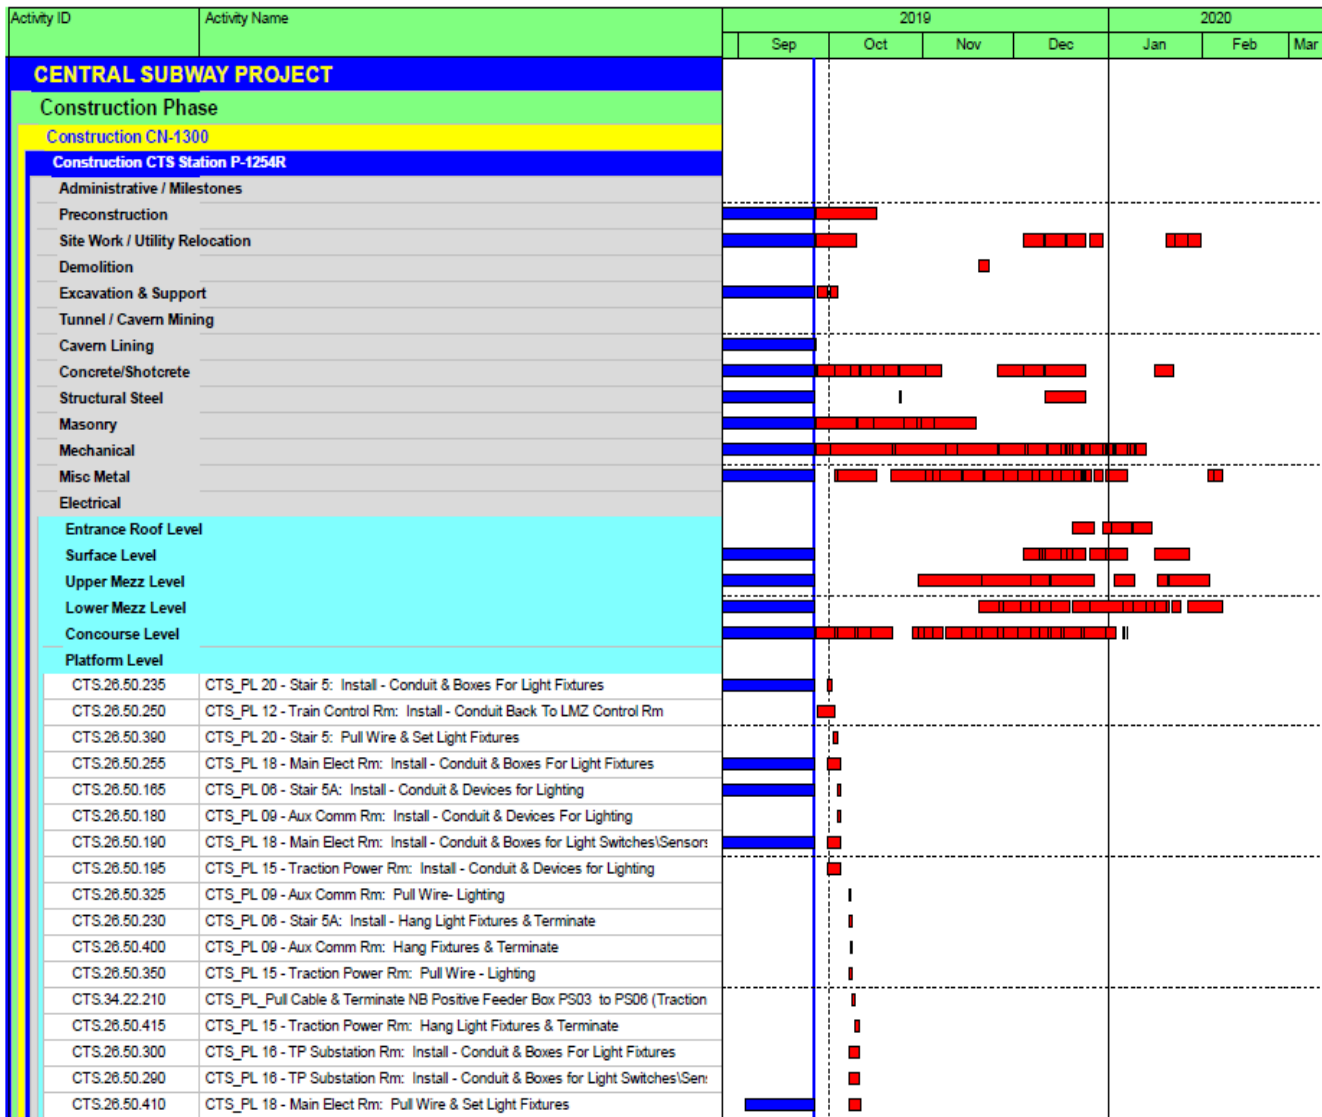 Activity ID Activity Name 2019 2020
Sep Oct Nov Dec Jan Feb Mar
CENTRAL SUBWAY PROJECT
Construction Phase
Construction CN-1300
Construction CTS Station P-1254R
Administrative / Milestones
Preconstruction
Site Work / Utility Relocation
Demolition
Excavation & Support
Tunnel / Cavern Mining
Cavern Lining
Concrete/Shotcrete
Structural Steel
Masonry
Mechanical
Misc Metal
Electrical
Entrance Roof Level
Surface Level
Upper Mezz Level
Lower Mezz Level
Concourse Level
Platform Level
CTS.26.50.235 CTS_PL 20 - Stair 5: Install - Conduit & Boxes For Light Fixtures
CTS.26.50.250 CTS_PL 12 - Train Control Rm: Install - Conduit Back To LMZ Control Rm
CTS.26.50.390 CTS_PL 20 - Stair 5: Pull Wire & Set Light Fixtures
CTS.26.50.255 CTS_PL 18 - Main Elect Rm: Install - Conduit & Boxes For Light Fixtures
CTS.26.50.165 CTS_PL 06 - Stair 5A: Install - Conduit & Devices for Lighting
CTS.26.50.180 CTS_PL 09 - Aux Comm Rm: Install - Conduit & Devices For Lighting
CTS.26.50.190 CTS_PL 18 - Main Elect Rm: Install - Conduit & Boxes for Light Switches\Sensors
CTS.26.50.195 CTS_PL 15 - Traction Power Rm: Install - Conduit & Devices for Lighting
CTS.26.50.325 CTS_PL 09 - Aux Comm Rm: Pull Wire- Lighting
CTS.26.50.230 CTS_PL 06 - Stair 5A: Install - Hang Light Fixtures & Terminate
CTS.26.50.400 CTS_PL 09 - Aux Comm Rm: Hang Fixtures & Terminate
CTS.26.50.350 CTS_PL 15 - Traction Power Rm: Pull Wire - Lighting
CTS.34.22.210 CTS_PL_Pull Cable & Terminate NB Positive Feeder Box PS03 to PS06 (Traction
CTS.26.50.415 CTS_PL 15 - Traction Power Rm: Hang Light Fixtures & Terminate
CTS.26.50.300 CTS_PL 16 - TP Substation Rm: Install - Conduit & Boxes For Light Fixtures
CTS.26.50.290 CTS_PL 16 - TP Substation Rm: Install - Conduit & Boxes for Light Switches\Sen
CTS.26.50.410 CTS_PL 18 - Main Elect Rm: Pull Wire & Set Light Fixtures